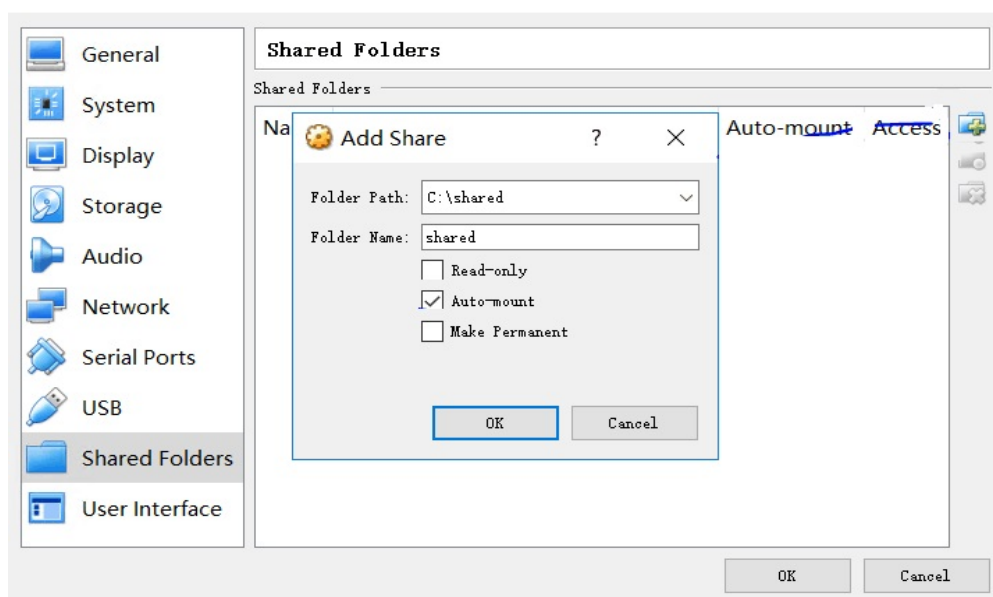 General
System
Display
Storage
Audio
Network
Serial Ports
USB
Shared Folders
User Interface
Shared Folders
Shared Folders
Na
Auto-mount Access
Add Share ?
Folder Path: C:\shared
Folder Name: shared
Read-only
Auto-mount
Make Permanent
OK Cancel
OK Cancel